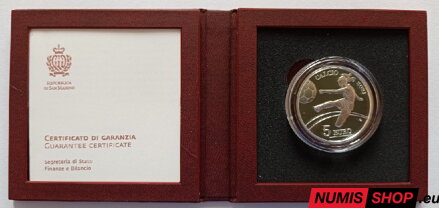 REPUBBLICA
DI SAN MARINO
CERTIFICATO DI GARANZIA
GUARANTEE CERTIFICATE
segreteria di Stato
Finanze e Bilancio
CALCIO
5 EURO
NUMIS SHOP.eu